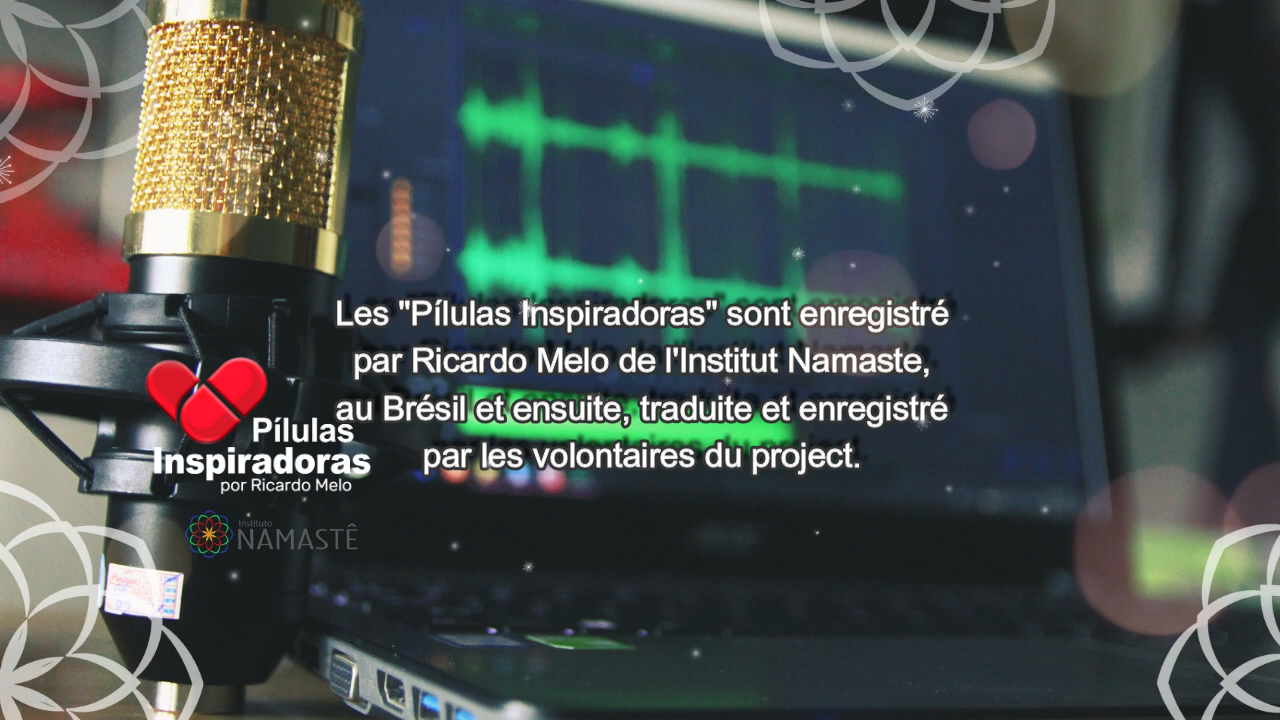 Les "Pílulas Inspiradoras" sont enregistré
par Ricardo Melo de l'Institut Namaste,
au Brésil et ensuite, traduite et enregistré
par les volontaires du project.
Pílulas
Inspiradoras
por Ricardo Melo
Instituto
NAMASTÊ